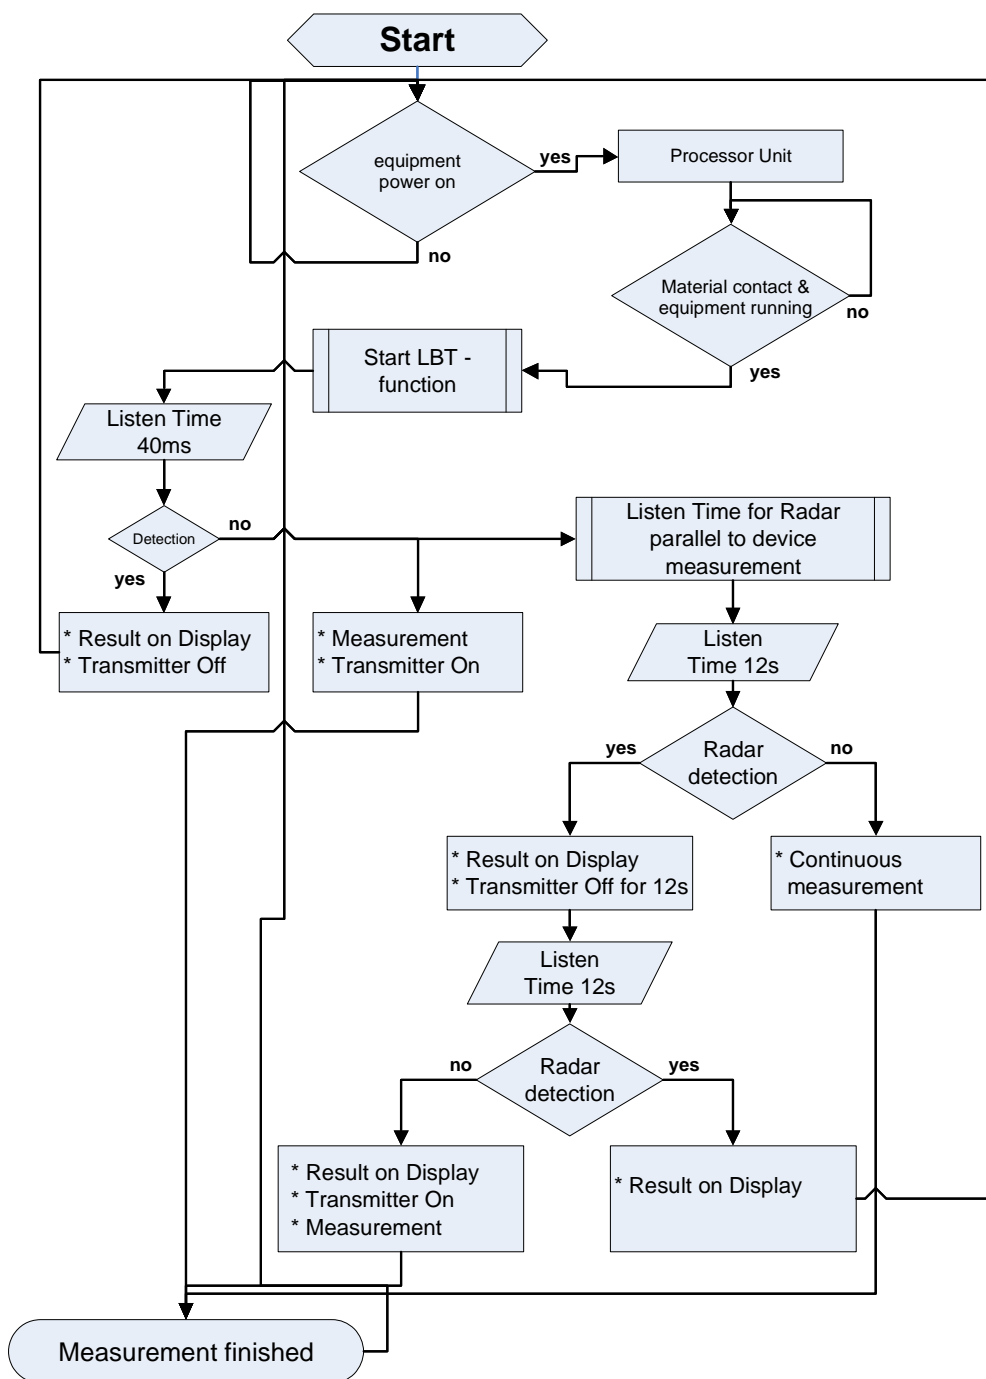 Start
equipment
power on
yes
no
Processor Unit
Material contact &
equipment running
no
yes
Start LBT -
function
Listen Time
40ms
Detection
no
yes
Listen Time for Radar
parallel to device
measurement
* Result on Display
* Transmitter Off
* Measurement
* Transmitter On
Listen
Time 12s
Radar
detection
yes
no
* Result on Display
* Transmitter Off for 12s
* Continuous
measurement
Listen
Time 12s
Radar
detection
no
yes
* Result on Display
* Transmitter On
* Measurement
* Result on Display
Measurement finished